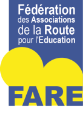 Fédération
des Associations
de la Route
pour l'Education
FARE